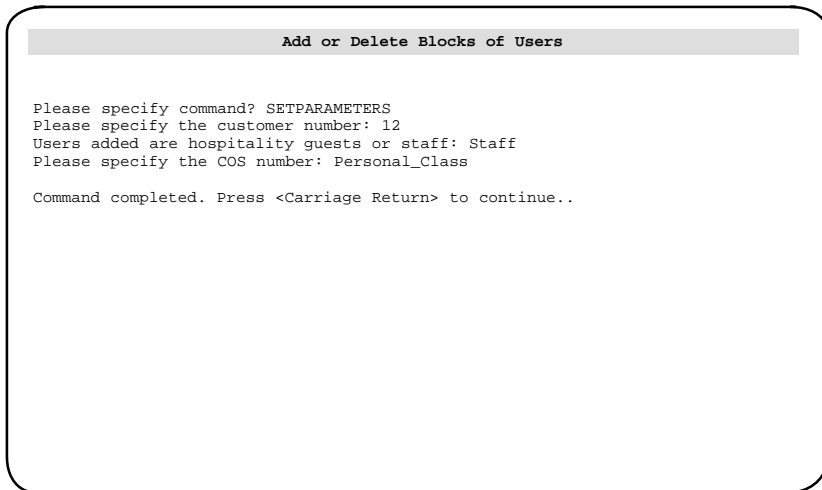 Add or Delete Blocks of Users
Please specify command? SETPARAMETERS
Please specify the customer number: 12
Users added are hospitality guests or staff: Staff
Please specify the COS number: Personal_Class
Command completed. Press <Carriage Return> to continue..